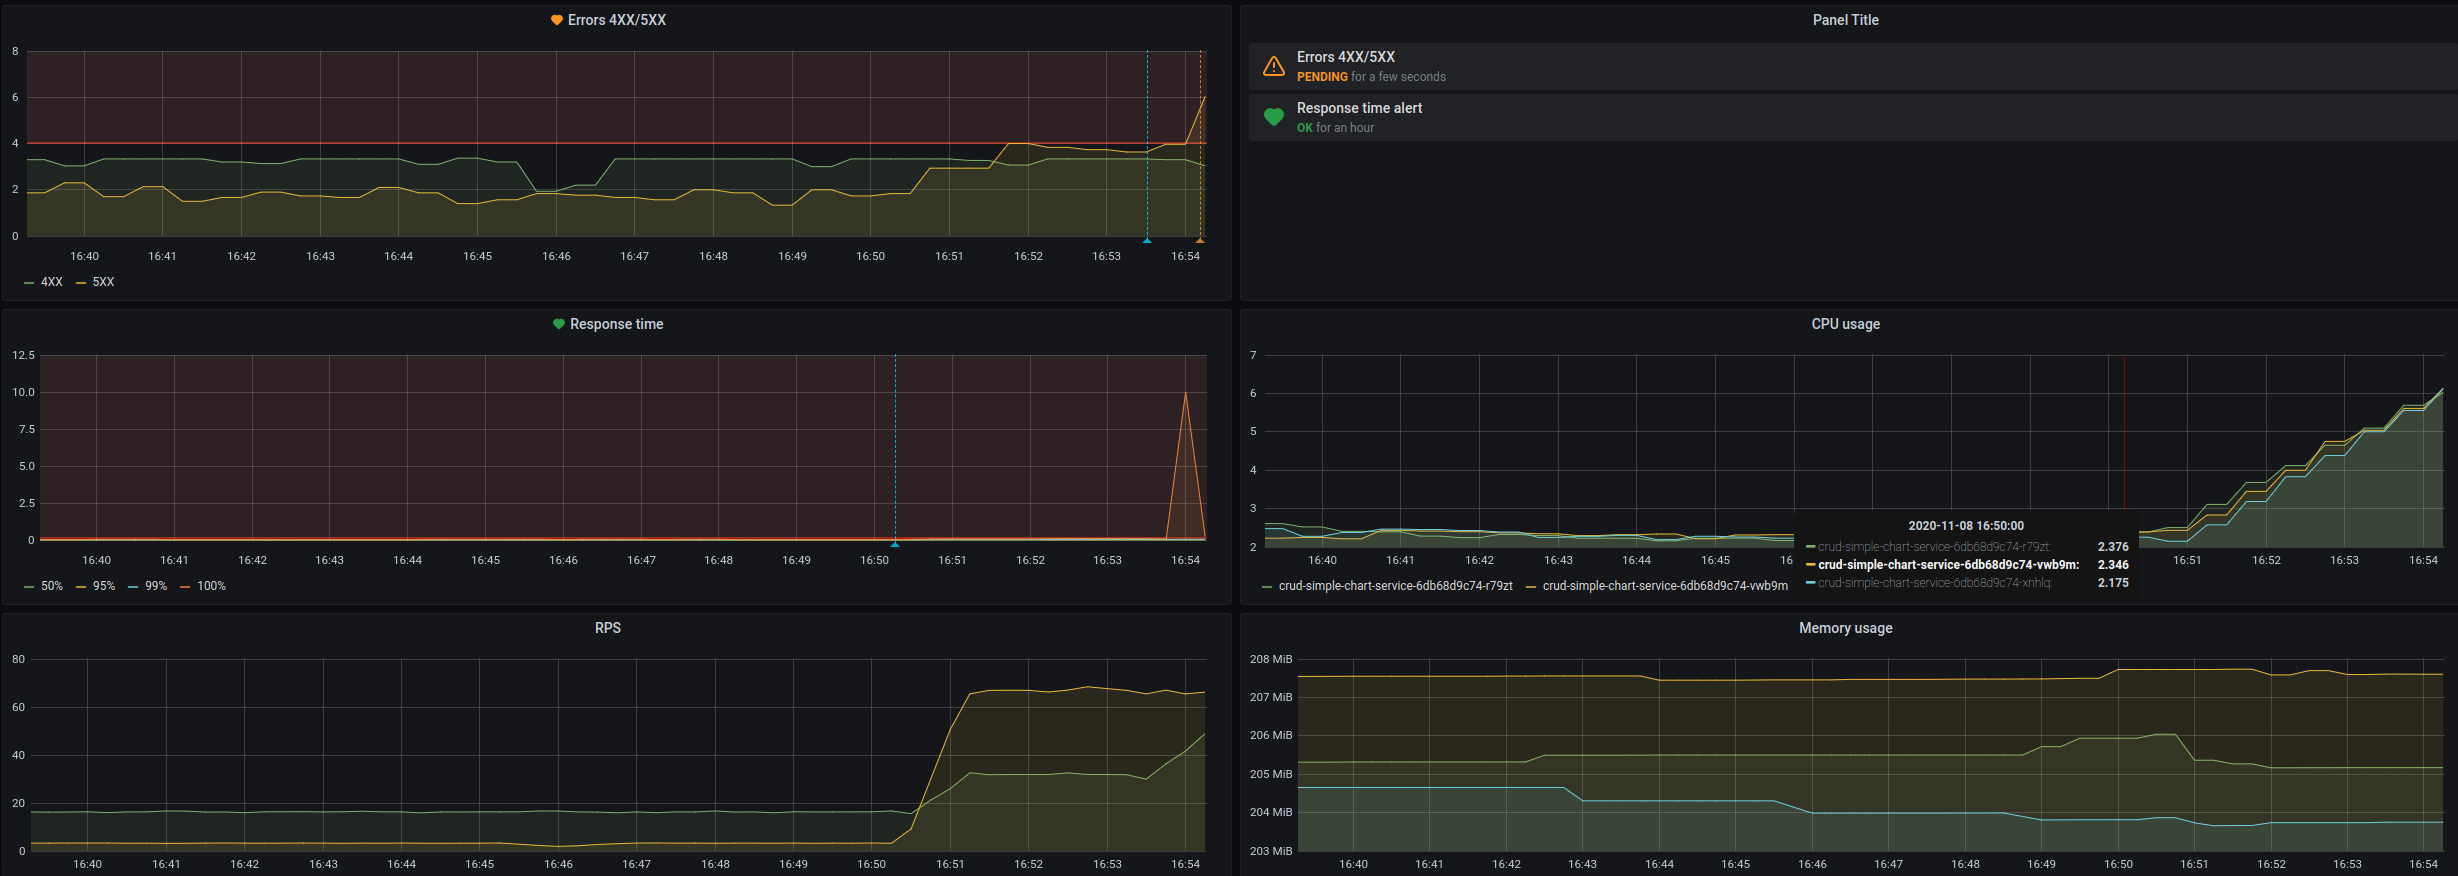 Errors 4XX/5XX
8
6
4
2
0
16:40 16:41 16:42 16:43 16:44 16:45 16:46 16:47 16:48 16:49 16:50 16:51 16:52 16:53 16:54
4XX 5XX
Panel Title
Errors 4XX/5XX
PENDING for a few seconds
Response time alert
OK for an hour
Response time
12.5
10.0
7.5
5.0
2.5
0
16:40 16:41 16:42 16:43 16:44 16:45 16:46 16:47 16:48 16:49 16:50 16:51 16:52 16:53 16:54
50% 95% 99% 100%
CPU usage
7
6
5
4
3
2
16:40 16:41 16:42 16:43 16:44 16:45 16 16:51 16:52 16:53 16:54
crud-simple-chart-service-6db68d9c74-r79zt crud-simple-chart-service-6db68d9c74-vwb9m
2020-11-08 16:50:00
crud-simple-chart-service-6db68d9c74-r79zt: 2.376
crud-simple-chart-service-6db68d9c74-vwb9m: 2.346
crud-simple-chart-service-6db68d9c74-xnhlq: 2.175
RPS
80
60
40
20
0
16:40 16:41 16:42 16:43 16:44 16:45 16:46 16:47 16:48 16:49 16:50 16:51 16:52 16:53 16:54
Memory usage
208 MiB
207 MiB
206 MiB
205 MiB
204 MiB
203 MiB
16:40 16:41 16:42 16:43 16:44 16:45 16:46 16:47 16:48 16:49 16:50 16:51 16:52 16:53 16:54